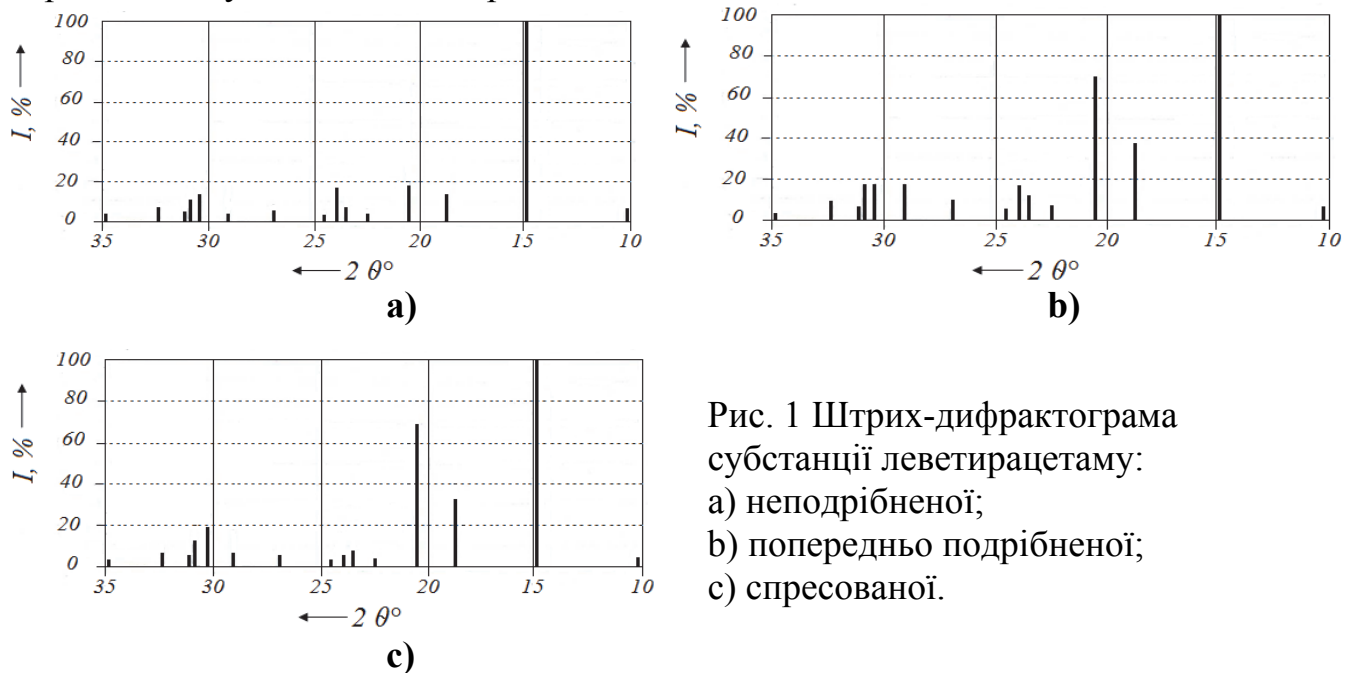 100
80
60
40
20
0
I, % →
35 30 25 20 15 10
← 2 θ°
a)
100
80
60
40
20
0
I, % →
35 30 25 20 15 10
← 2 θ°
b)
100
80
60
40
20
0
I, % →
35 30 25 20 15 10
← 2 θ°
c)
Рис. 1 Штрих-дифрактограма
субстанції леветирацетаму:
a) неподрібненої;
b) попередньо подрібненої;
c) спресованої.